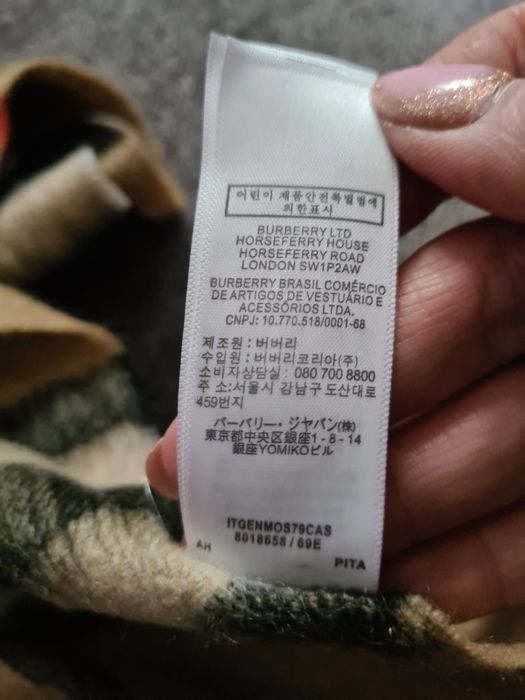 어린이 제품안전특별법에
의한표시
BURBERRY LTD
HORSEFERRY HOUSE
HORSEFERRY ROAD
LONDON SW1P2AW
BURBERRY BRASIL COMÉRCIO
DE ARTIGOS DE VESTUÁRIO E
ACESSÓRIOS LTDA.
CNPJ: 10.770.518/0001-68
제조원 : 버버리
수입원 : 버버리코리아(주)
소비자상담실 : 080 700 8800
주 소:서울시 강남구 도산대로
459번지
バーバリー・ジャパン(株)
東京都中央区銀座1-8-14
銀座YOMIKOビル
ITGENMOS79CAS
8018658 / 69E
AH
PITA